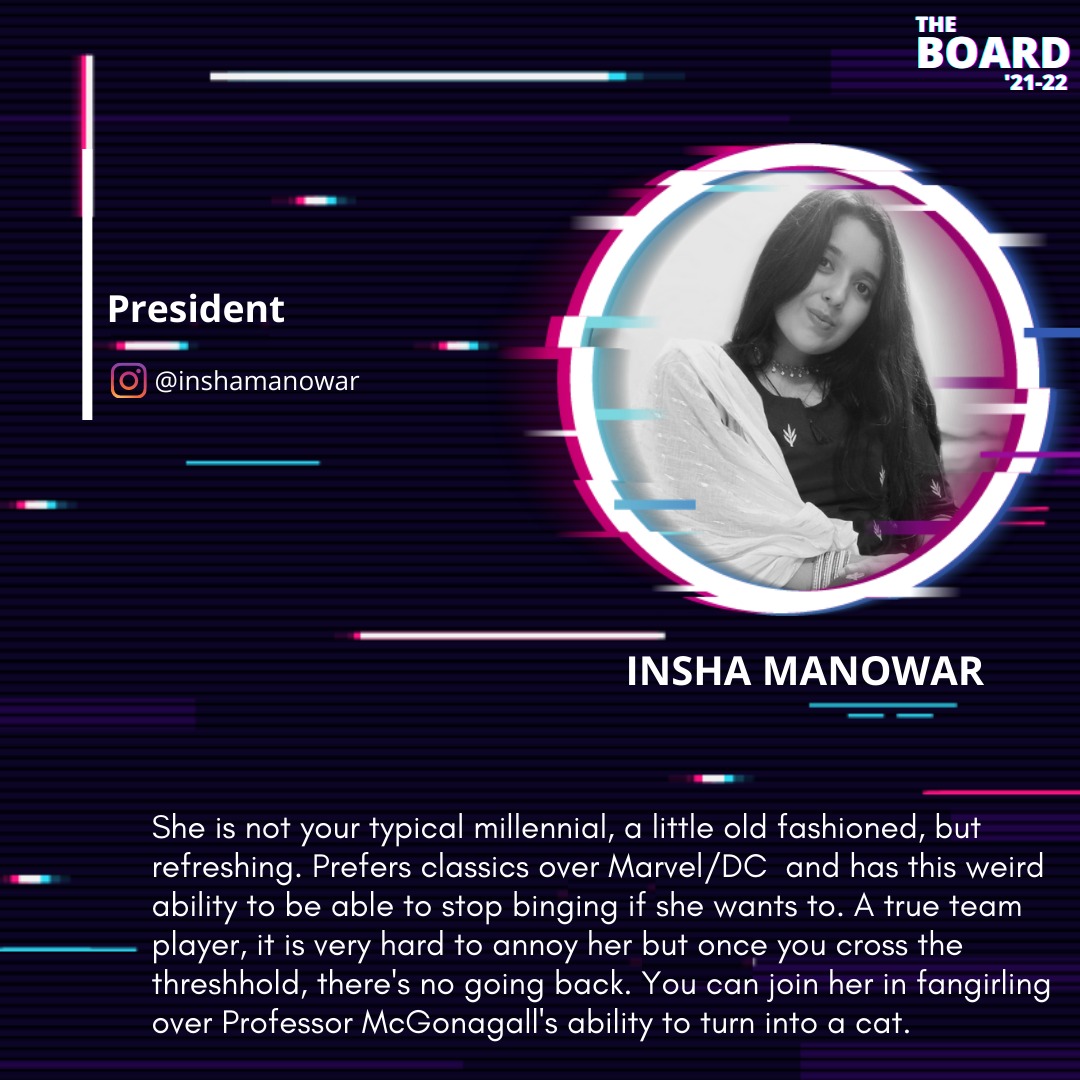 THE
BOARD
'21-22
President
@inshamanowar
INSHA MANOWAR
She is not your typical millennial, a little old fashioned, but
refreshing. Prefers classics over Marvel/DC  and has this weird
ability to be able to stop binging if she wants to. A true team
player, it is very hard to annoy her but once you cross the
threshhold, there's no going back. You can join her in fangirling
over Professor McGonagall's ability to turn into a cat.